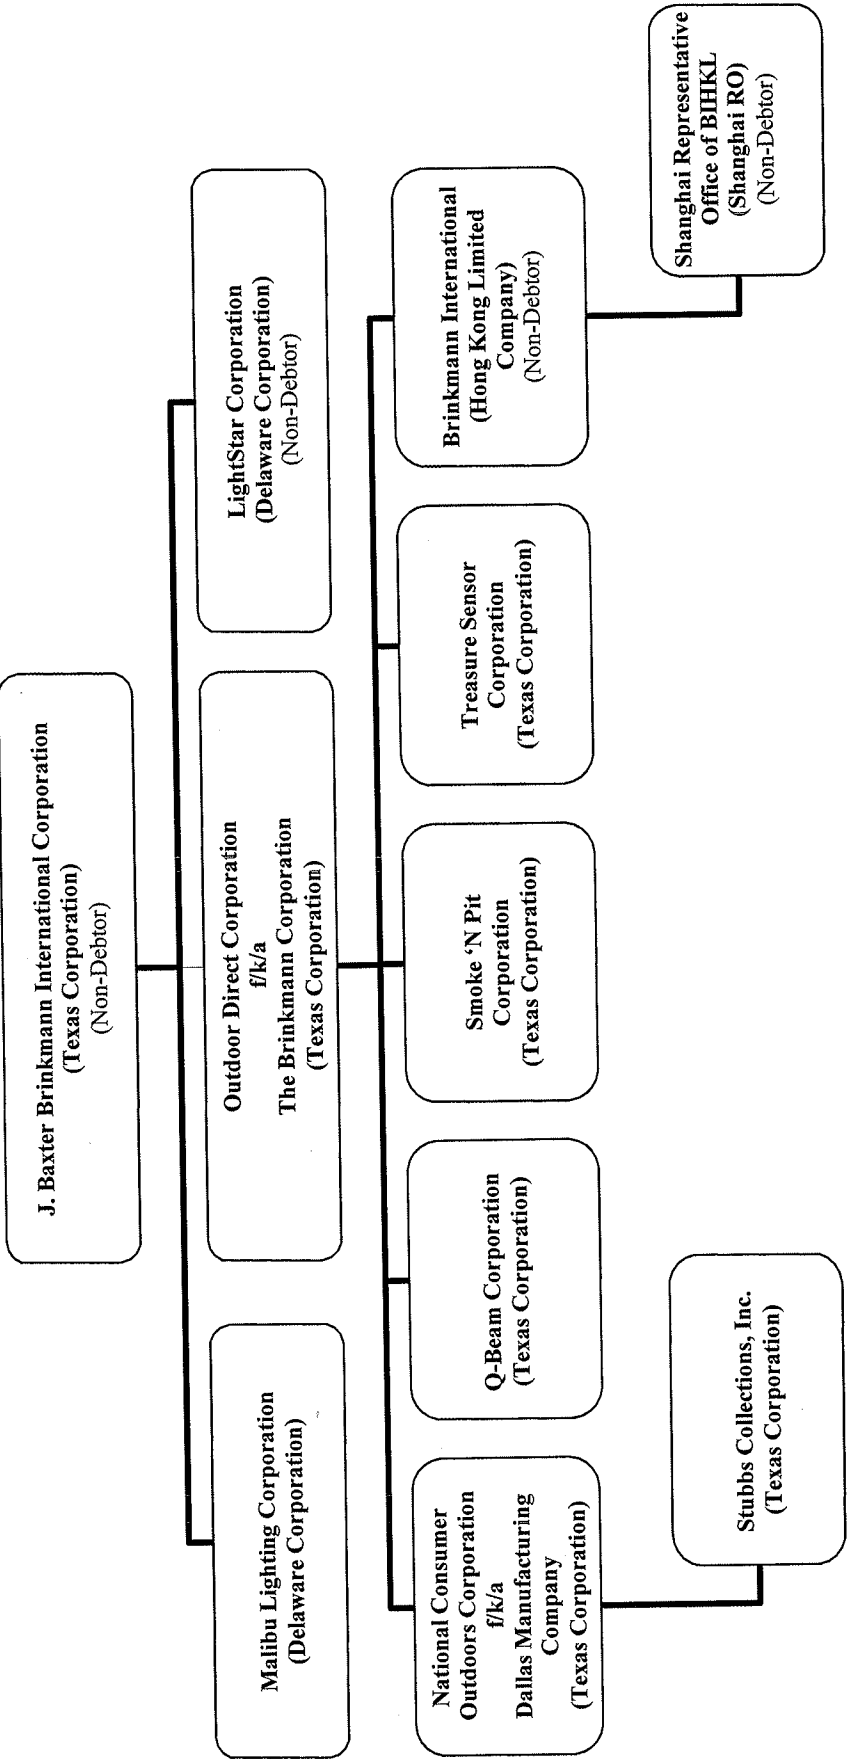 J. Baxter Brinkmann International Corporation
(Texas Corporation)
(Non-Debtor)
Malibu Lighting Corporation
(Delaware Corporation)
Outdoor Direct Corporation
f/k/a
The Brinkmann Corporation
(Texas Corporation)
LightStar Corporation
(Delaware Corporation)
(Non-Debtor)
National Consumer
Outdoors Corporation
f/k/a
Dallas Manufacturing
Company
(Texas Corporation)
Q-Beam Corporation
(Texas Corporation)
Smoke ‘N Pit
Corporation
(Texas Corporation)
Treasure Sensor
Corporation
(Texas Corporation)
Brinkmann International
(Hong Kong Limited
Company)
(Non-Debtor)
Stubbs Collections, Inc.
(Texas Corporation)
Shanghai Representative
Office of BIHKL
(Shanghai RO)
(Non-Debtor)